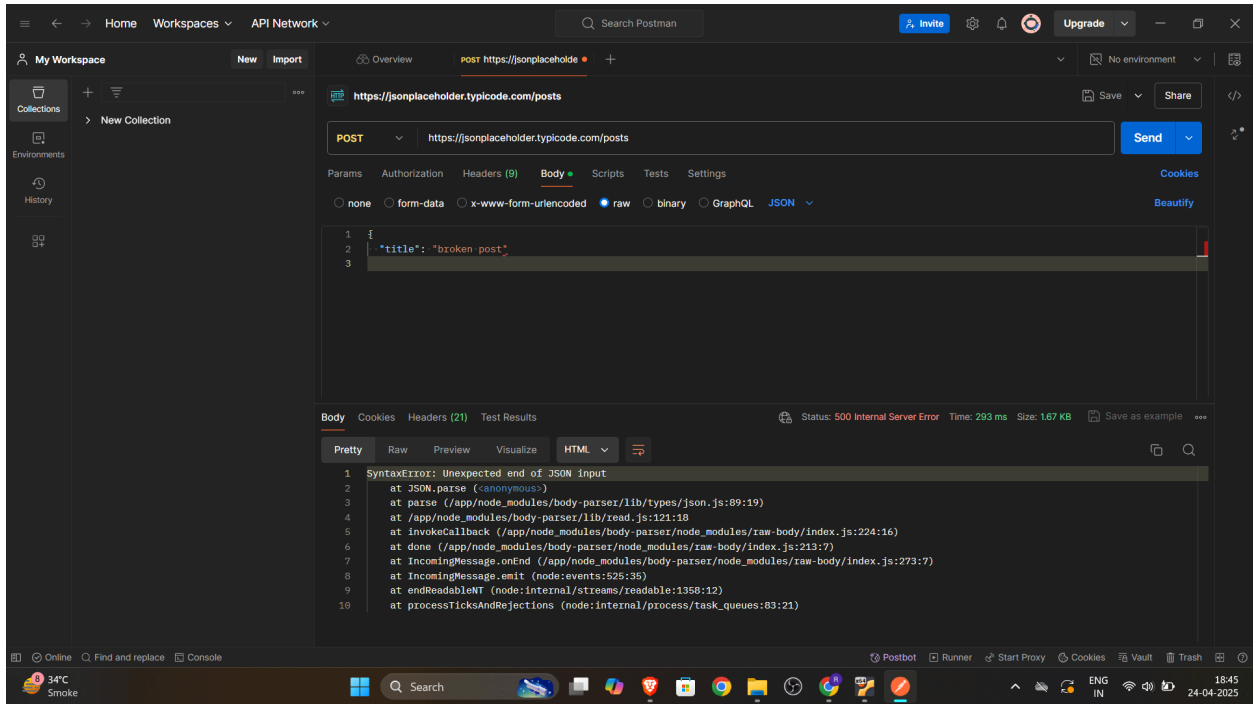 Home Workspaces API Network Search Postman Invite Upgrade
My Workspace New Import Overview POST https://jsonplaceholde No environment
Collections
New Collection
Environments
History
HTTP https://jsonplaceholder.typicode.com/posts Save Share
POST https://jsonplaceholder.typicode.com/posts Send
Params Authorization Headers (9) Body Scripts Tests Settings Cookies
none form-data x-www-form-urlencoded raw binary GraphQL JSON Beautify
1 {
2 "title": "broken post"
3
Body Cookies Headers (21) Test Results Status: 500 Internal Server Error Time: 293 ms Size: 1.67 KB Save as example
Pretty Raw Preview Visualize HTML
1 SyntaxError: Unexpected end of JSON input
2 at JSON.parse (<anonymous>)
3 at parse (/app/node_modules/body-parser/lib/types/json.js:89:19)
4 at /app/node_modules/body-parser/lib/read.js:121:18
5 at invokeCallback (/app/node_modules/body-parser/node_modules/raw-body/index.js:224:16)
6 at done (/app/node_modules/body-parser/node_modules/raw-body/index.js:213:7)
7 at IncomingMessage.onEnd (/app/node_modules/body-parser/node_modules/raw-body/index.js:273:7)
8 at IncomingMessage.emit (node:events:525:35)
9 at endReadableNT (node:internal/streams/readable:1358:12)
10 at processTicksAndRejections (node:internal/process/task_queues:83:21)
Online Find and replace Console Postbot Runner Start Proxy Cookies Vault Trash
8 34°C
Smoke
Search
ENG
IN
18:45
24-04-2025